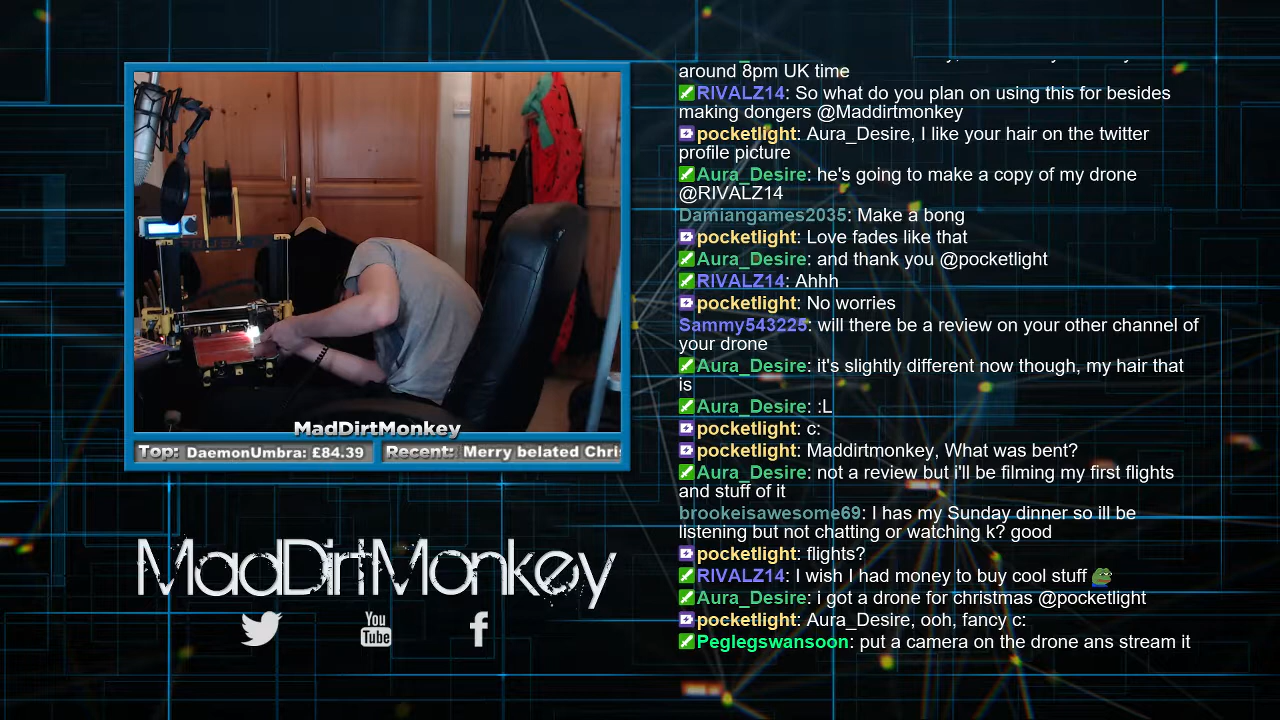 around 8pm UK time
RIVALZ14: So what do you plan on using this for besides
making dongers @Maddirtmonkey
pocketlight: Aura_Desire, I like your hair on the twitter
profile picture
Aura_Desire: he's going to make a copy of my drone
@RIVALZ14
Damiangames2035: Make a bong
pocketlight: Love fades like that
Aura_Desire: and thank you @pocketlight
RIVALZ14: Ahhh
pocketlight: No worries
Sammy543225: will there be a review on your other channel of
your drone
Aura_Desire: it's slightly different now though, my hair that
is
Aura_Desire: :L
pocketlight: c:
pocketlight: Maddirtmonkey, What was bent?
Aura_Desire: not a review but i'll be filming my first flights
and stuff of it
brookeisawesome69: I has my Sunday dinner so ill be
listening but not chatting or watching k? good
pocketlight: flights?
RIVALZ14: I wish I had money to buy cool stuff
Aura_Desire: i got a drone for christmas @pocketlight
pocketlight: Aura_Desire, ooh, fancy c:
Peglegswansoon: put a camera on the drone ans stream it
MadDirtMonkey
Top: DaemonUmbra: £84.39
Recent: Merry belated Chris
MadDirtMonkey
You
Tube